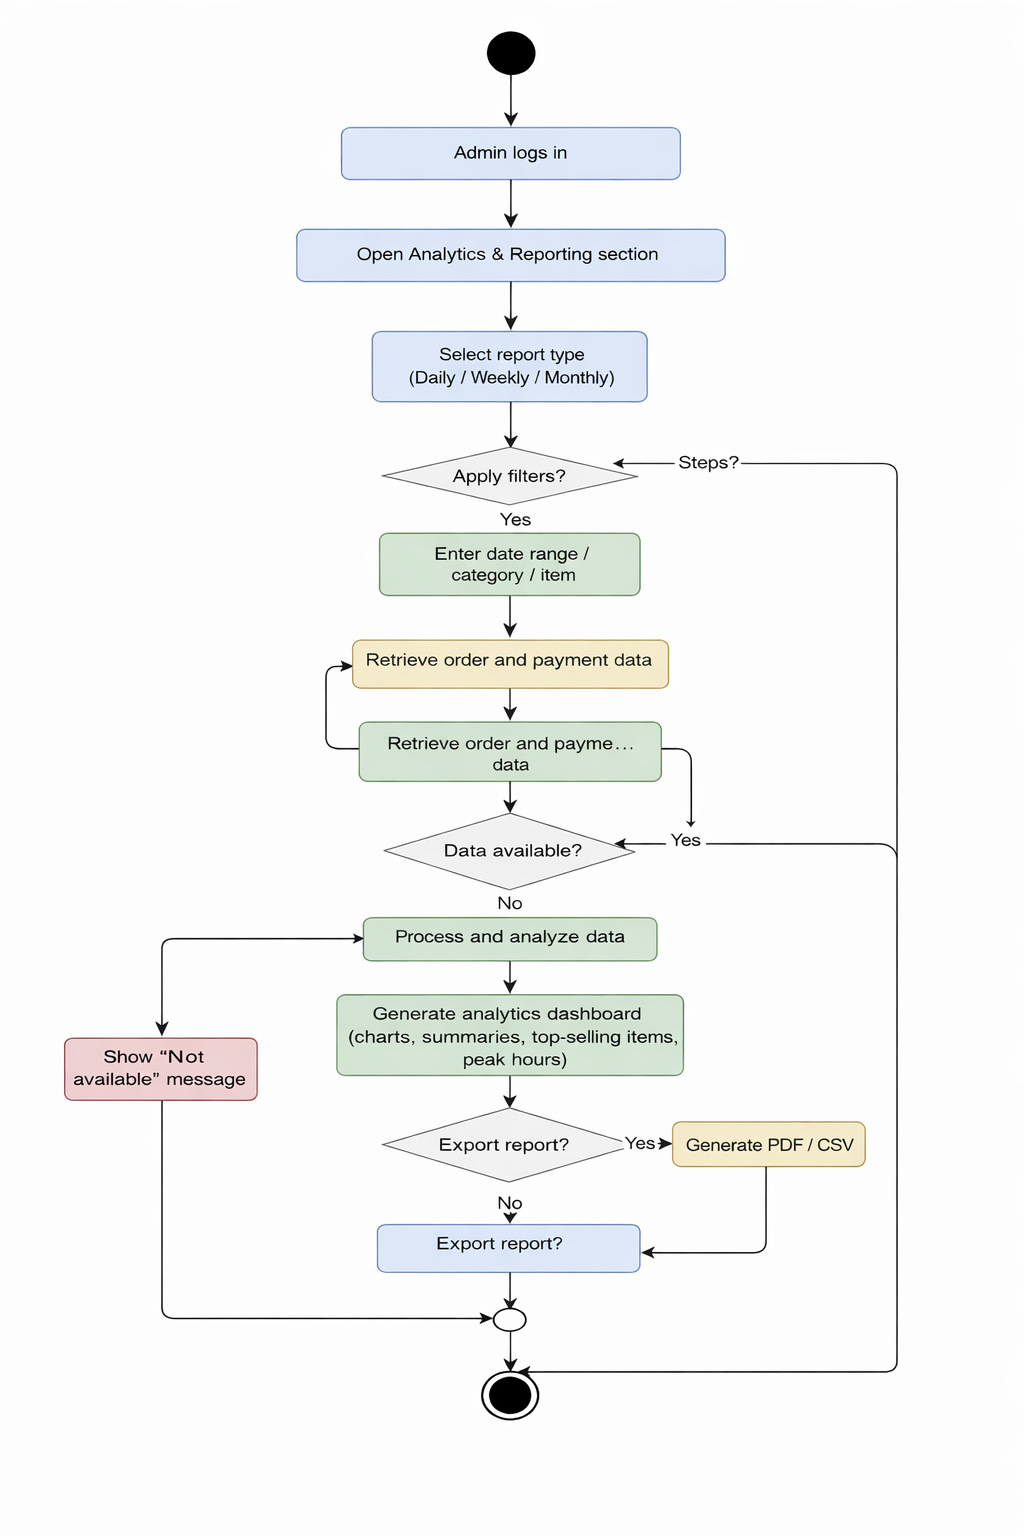 Admin logs in
Open Analytics & Reporting section
Select report type
(Daily / Weekly / Monthly)
Apply filters?
Steps?
Yes
Enter date range /
category / item
Retrieve order and payment data
Retrieve order and payme...
data
Data available?
Yes
No
Process and analyze data
Generate analytics dashboard
(charts, summaries, top-selling items,
peak hours)
Show “Not
available” message
Export report?
Yes
Generate PDF / CSV
No
Export report?